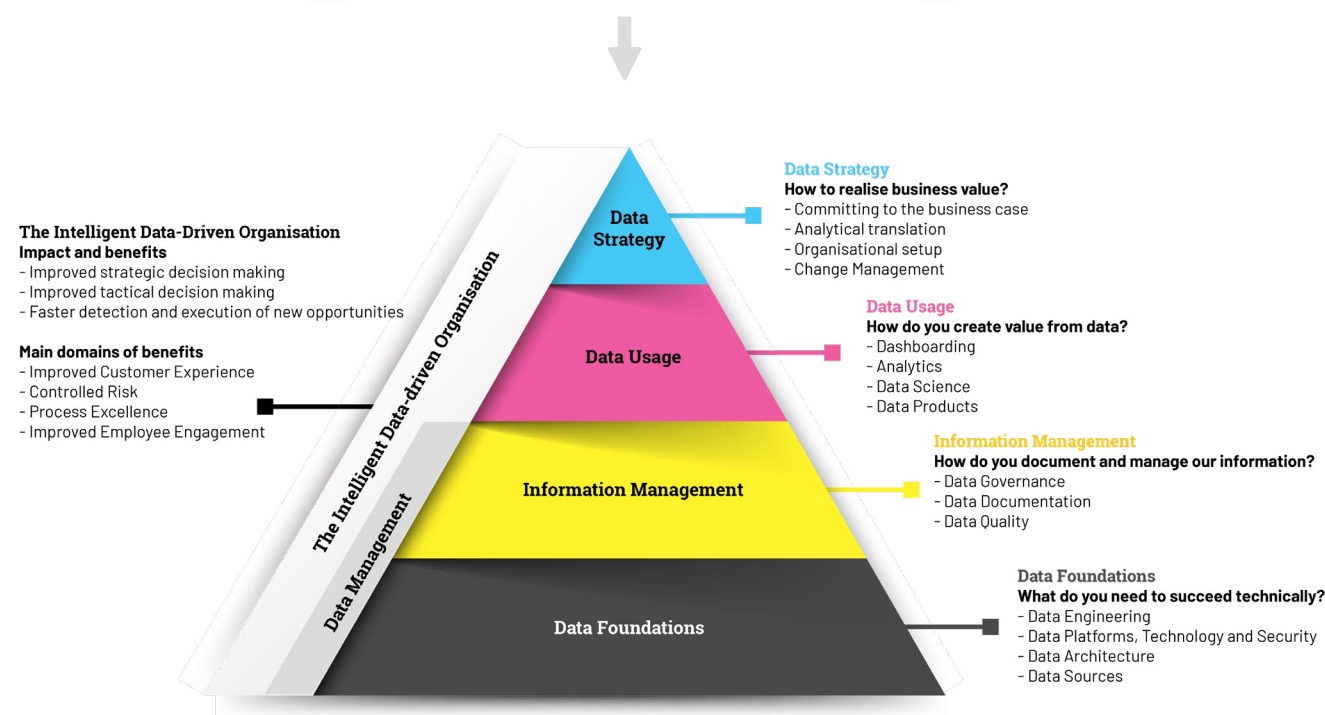 The Intelligent Data-Driven Organisation
Impact and benefits
- Improved strategic decision making
- Improved tactical decision making
- Faster detection and execution of new opportunities
Main domains of benefits
- Improved Customer Experience
- Controlled Risk
- Process Excellence
- Improved Employee Engagement
The Intelligent Data-driven Organisation
Data Management
Data
Strategy
Data Usage
Information Management
Data Foundations
Data Strategy
How to realise business value?
- Committing to the business case
- Analytical translation
- Organisational setup
- Change Management
Data Usage
How do you create value from data?
- Dashboarding
- Analytics
- Data Science
- Data Products
Information Management
How do you document and manage our information?
- Data Governance
- Data Documentation
- Data Quality
Data Foundations
What do you need to succeed technically?
- Data Engineering
- Data Platforms, Technology and Security
- Data Architecture
- Data Sources